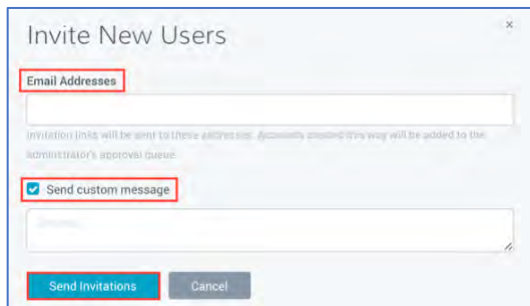 Invite New Users
×
Email Addresses
Invitation links will be sent to these addresses. Accounts created this way will be added to the
administrator's approval queue.
Send custom message
Send Invitations
Cancel